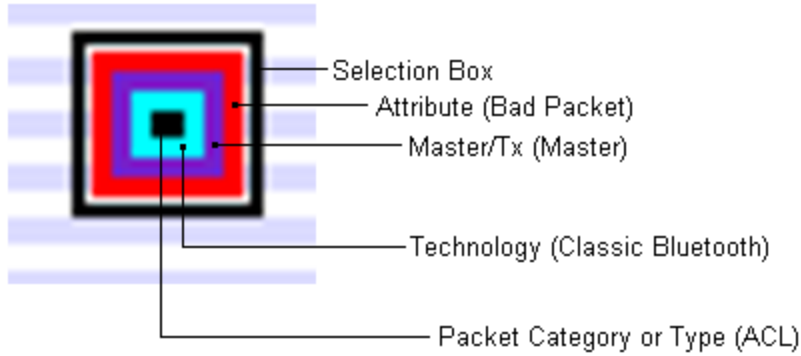 Selection Box
Attribute (Bad Packet)
Master/Tx (Master)
Technology (Classic Bluetooth)
Packet Category or Type (ACL)